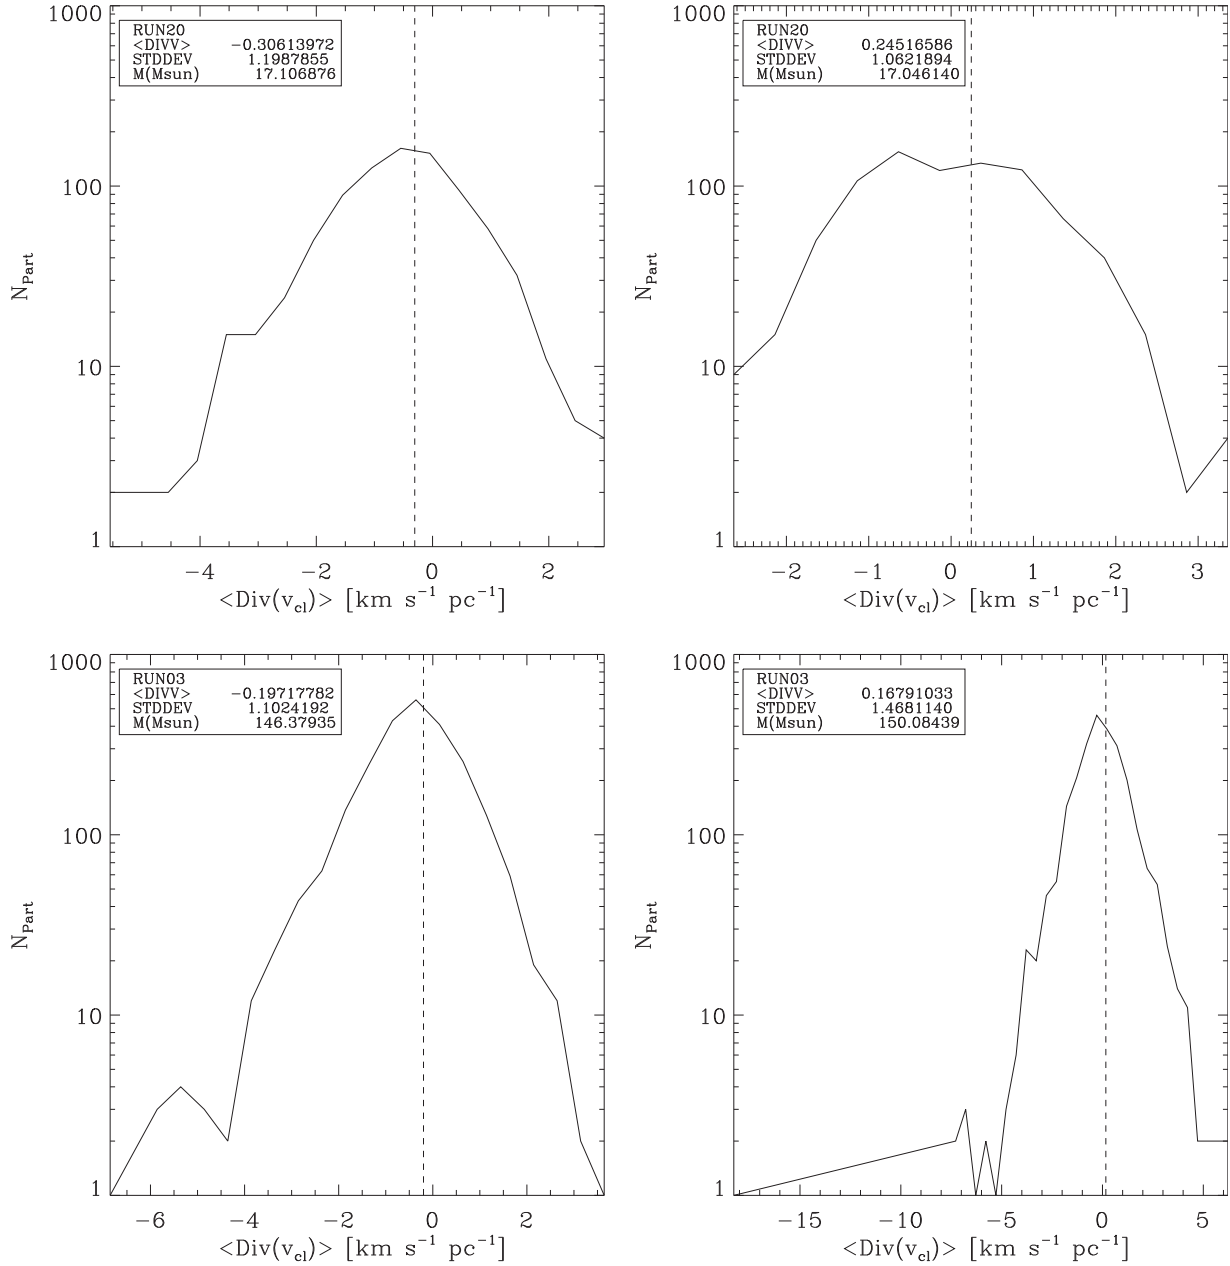 1000
100
10
1
N_Part
RUN20
<DIVV> −0.30613972
STDDEV 1.1987855
M(Msun) 17.106876
−4 −2 0 2
<Div(v_cl)> [km s⁻¹ pc⁻¹]
1000
100
10
1
N_Part
RUN20
<DIVV> 0.24516586
STDDEV 1.0621894
M(Msun) 17.046140
−2 −1 0 1 2 3
<Div(v_cl)> [km s⁻¹ pc⁻¹]
1000
100
10
1
N_Part
RUN03
<DIVV> −0.19717782
STDDEV 1.1024192
M(Msun) 146.37935
−6 −4 −2 0 2
<Div(v_cl)> [km s⁻¹ pc⁻¹]
1000
100
10
1
N_Part
RUN03
<DIVV> 0.16791033
STDDEV 1.4681140
M(Msun) 150.08439
−15 −10 −5 0 5
<Div(v_cl)> [km s⁻¹ pc⁻¹]